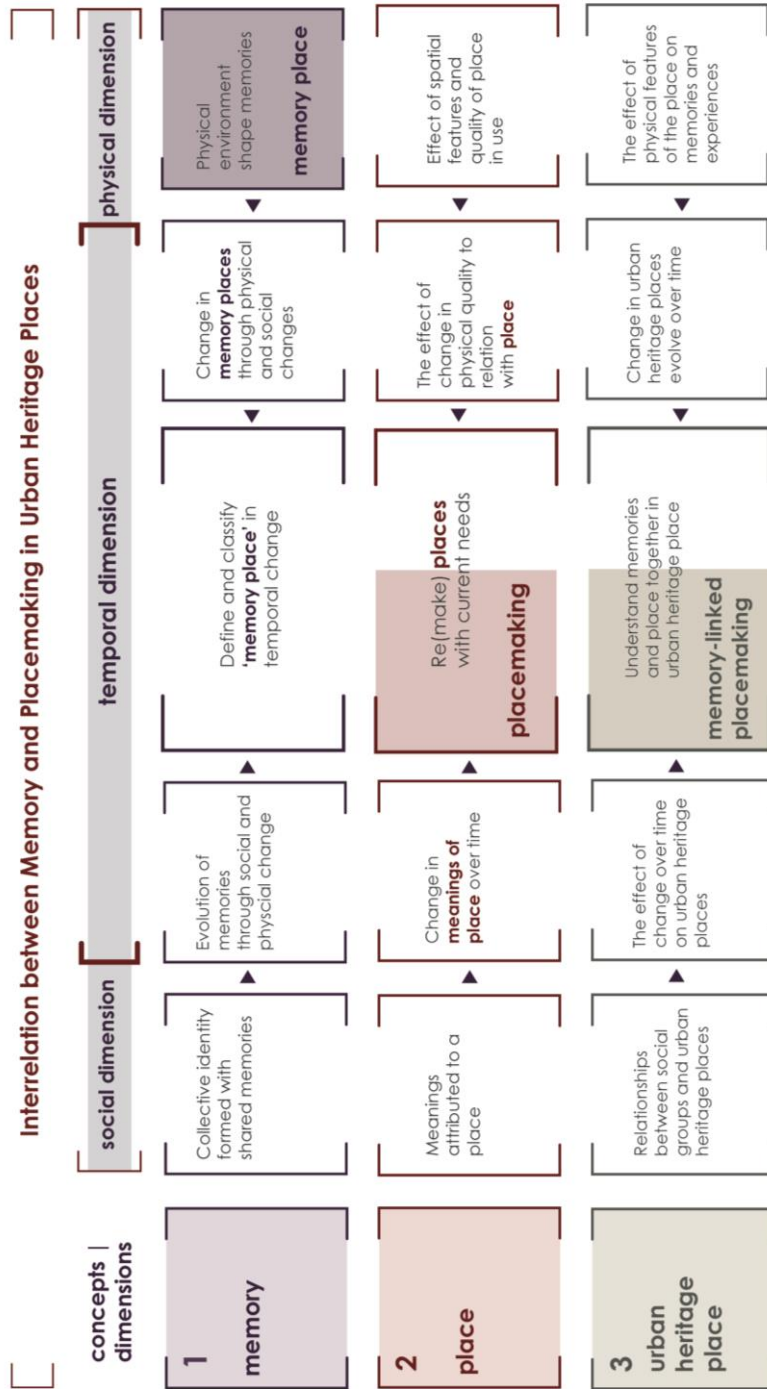 Interrelation between Memory and Placemaking in Urban Heritage Places
concepts |
dimensions
social dimension
temporal dimension
physical dimension
1
memory
Collective identity
formed with
shared memories
Evolution of
memories
through social and
physcial change
Define and classify
‘memory place’ in
temporal change
Change in
memory places
through physical
and social
changes
Physical
environment
shape memories
memory place
2
place
Meanings
attributed to a
place
Change in
meanings of
place over time
Re(make) places
with current needs
placemaking
The effect of
change in
physical quality to
relation
with place
Effect of spatial
features and
quality of place
in use
3
urban
heritage
place
Relationships
between social
groups and urban
heritage places
The effect of
change over time
on urban heritage
places
Understand memories
and place together in
urban heritage place
memory-linked
placemaking
Change in urban
heritage places
evolve over time
The effect of
physical features
of the place on
memories and
experiences